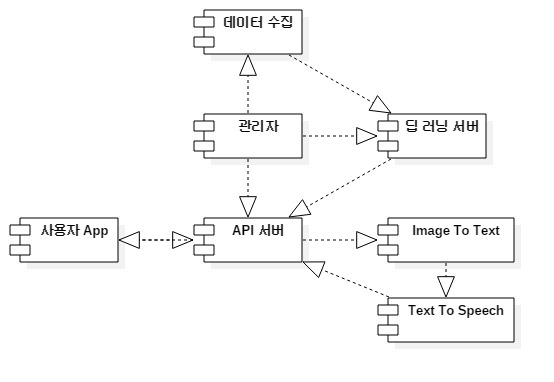 데이터 수집
관리자
딥 러닝 서버
사용자 App
API 서버
Image To Text
Text To Speech